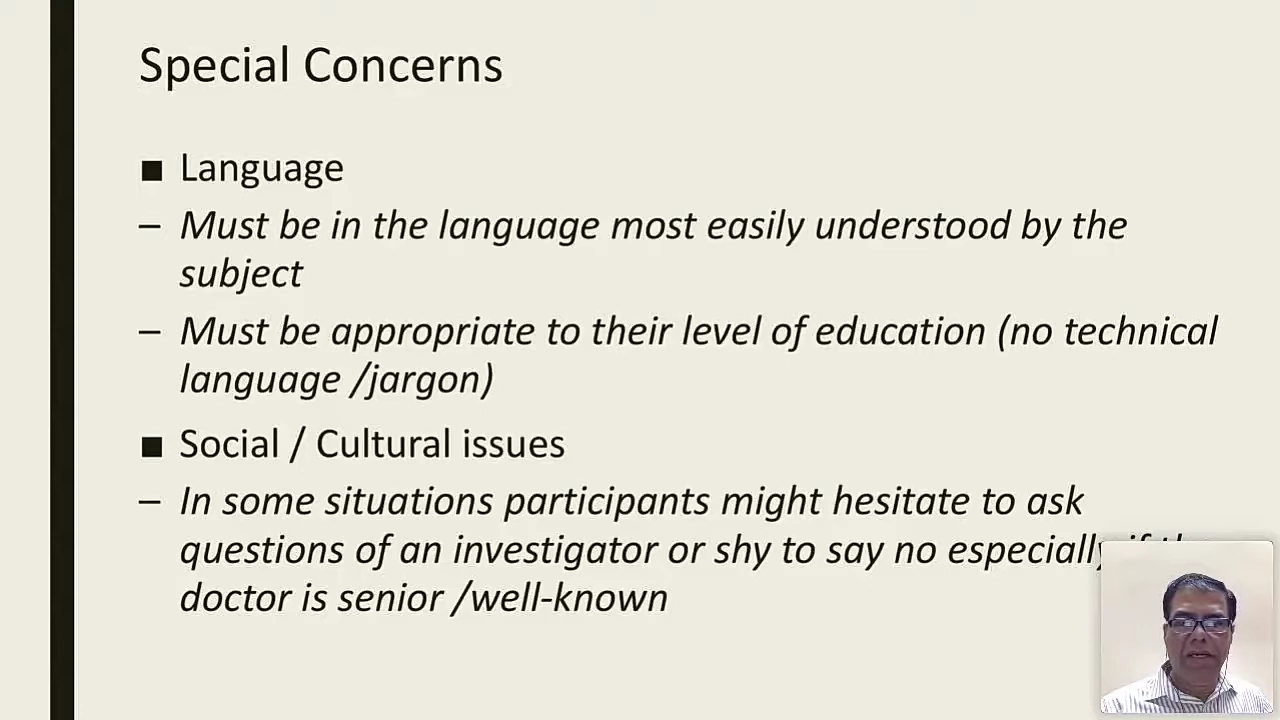 Special Concerns
■ Language
– Must be in the language most easily understood by the
subject
– Must be appropriate to their level of education (no technical
language /jargon)
■ Social / Cultural issues
– In some situations participants might hesitate to ask
questions of an investigator or shy to say no especially if the
doctor is senior /well-known